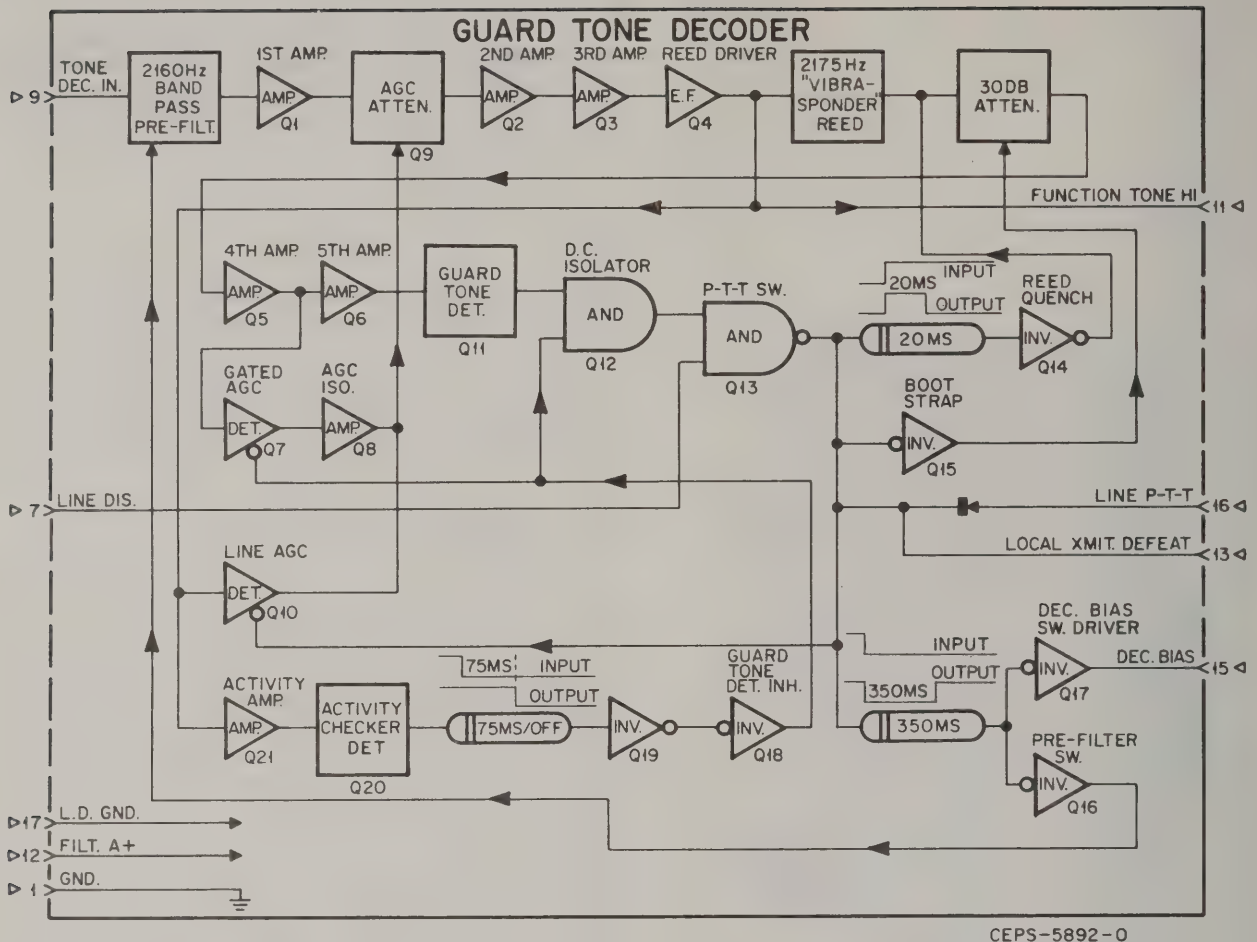 GUARD TONE DECODER
9
TONE
DEC. IN.
2160Hz
BAND
PASS
PRE-FILT.
1ST AMP.
AMP.
Q1
AGC
ATTEN.
Q9
2ND AMP.
AMP.
Q2
3RD AMP.
AMP.
Q3
REED DRIVER
E.F.
Q4
2175Hz
"VIBRA-
SPONDER"
REED
30DB
ATTEN.
FUNCTION TONE HI
11
4TH AMP.
AMP.
Q5
5TH AMP.
AMP.
Q6
GUARD
TONE
DET.
Q11
D.C.
ISOLATOR
AND
Q12
P-T-T SW.
AND
Q13
INPUT
20MS
OUTPUT
20MS
REED
QUENCH
INV.
Q14
GATED
AGC
DET.
Q7
AGC
ISO.
AMP.
Q8
BOOT
STRAP
INV.
Q15
7
LINE DIS.
LINE P-T-T
16
LOCAL XMIT. DEFEAT
13
LINE AGC
DET.
Q10
ACTIVITY
AMP.
AMP.
Q21
ACTIVITY
CHECKER
DET
Q20
75MS
INPUT
OUTPUT
75MS/OFF
INV.
Q19
GUARD
TONE
DET. INH.
INV.
Q18
INPUT
OUTPUT
350MS
350MS
DEC. BIAS
SW. DRIVER
INV.
Q17
DEC. BIAS
15
PRE-FILTER
SW.
INV.
Q16
17
L.D. GND.
12
FILT. A+
1
GND.
CEPS-5892-O